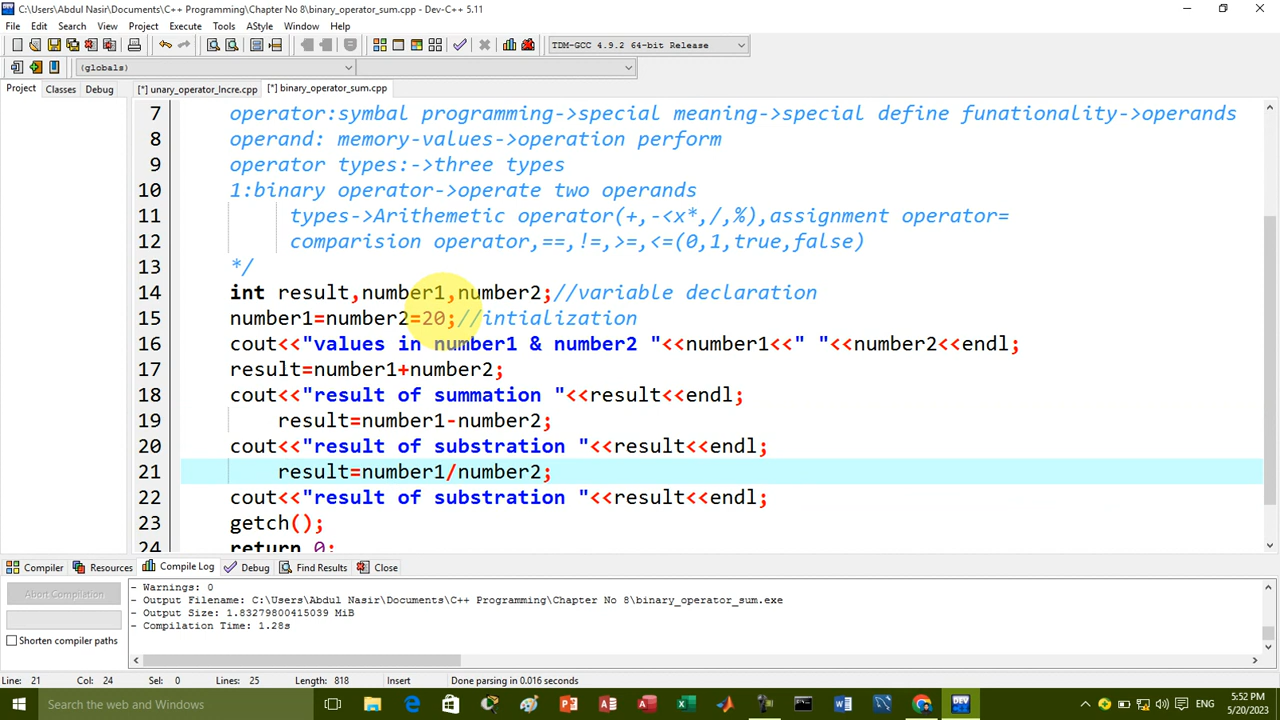 C:\Users\Abdul Nasir\Documents\C++ Programming\Chapter No 8\binary_operator_sum.cpp - Dev-C++ 5.11
File Edit Search View Project Execute Tools AStyle Window Help
TDM-GCC 4.9.2 64-bit Release
(globals)
Project Classes Debug [*] unary_operator_Incre.cpp [*] binary_operator_sum.cpp
7 operator:symbal programming->special meaning->special define funationality->operands
8 operand: memory-values->operation perform
9 operator types:->three types
10 1:binary operator->operate two operands
11 types->Arithemetic operator(+,-<x*,/,%),assignment operator=
12 comparision operator,==,!=,>=,<=(0,1,true,false)
13 */
14 int result,number1,number2;//variable declaration
15 number1=number2=20;//intialization
16 cout<<"values in number1 & number2 "<<number1<<" "<<number2<<endl;
17 result=number1+number2;
18 cout<<"result of summation "<<result<<endl;
19 result=number1-number2;
20 cout<<"result of substration "<<result<<endl;
21 result=number1/number2;
22 cout<<"result of substration "<<result<<endl;
23 getch();
24 return 0;
Compiler Resources Compile Log Debug Find Results Close
Abort Compilation
Shorten compiler paths
- Warnings: 0
- Output Filename: C:\Users\Abdul Nasir\Documents\C++ Programming\Chapter No 8\binary_operator_sum.exe
- Output Size: 1.83279800415039 MiB
- Compilation Time: 1.28s
Line: 21 Col: 24 Sel: 0 Lines: 25 Length: 818 Insert Done parsing in 0.016 seconds
Search the web and Windows
ENG
5:52 PM
5/20/2023